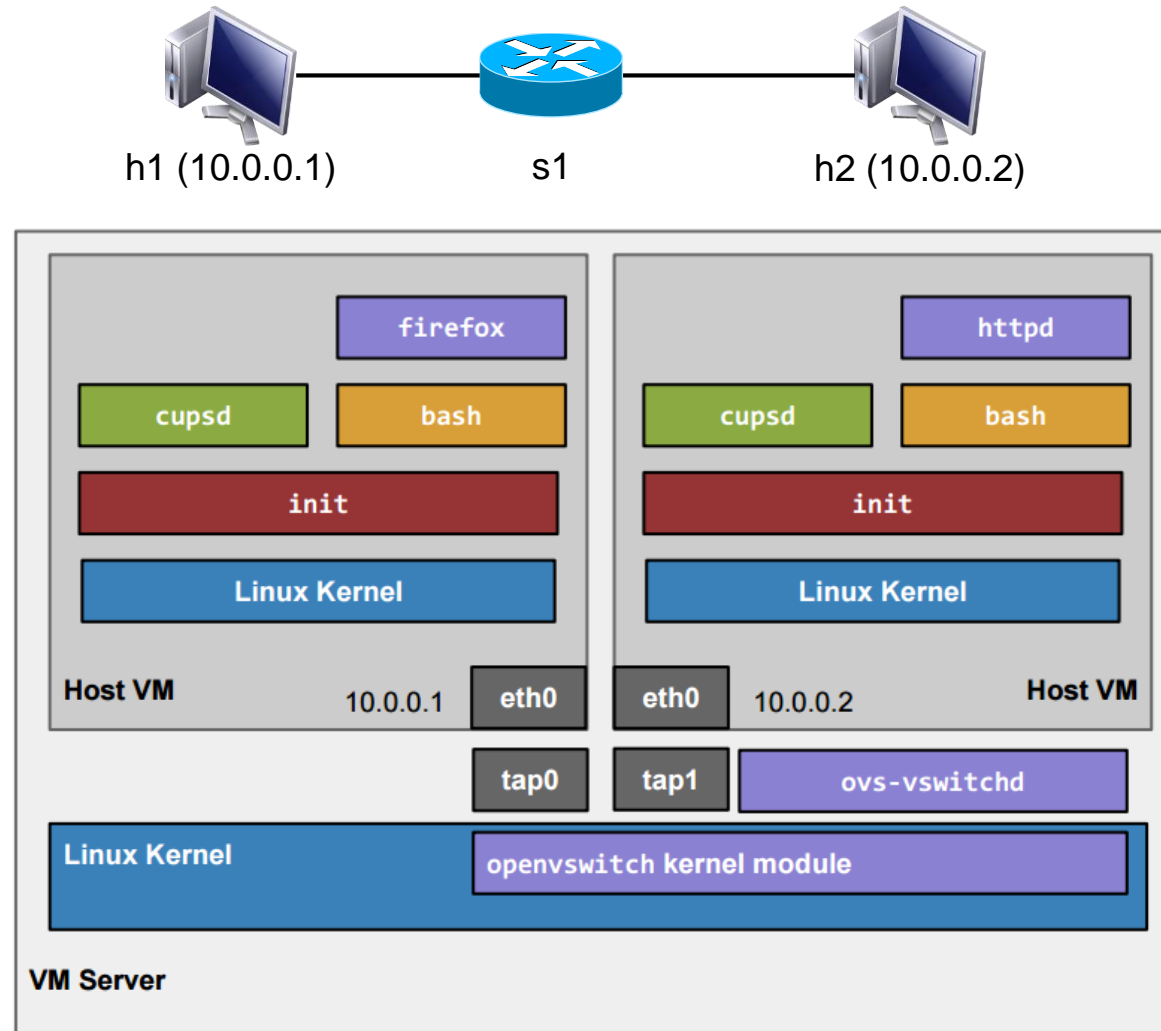 h1 (10.0.0.1) s1 h2 (10.0.0.2)
firefox httpd
cupsd bash cupsd bash
init init
Linux Kernel Linux Kernel
Host VM 10.0.0.1 eth0 eth0 10.0.0.2 Host VM
tap0 tap1 ovs-vswitchd
Linux Kernel openvswitch kernel module
VM Server